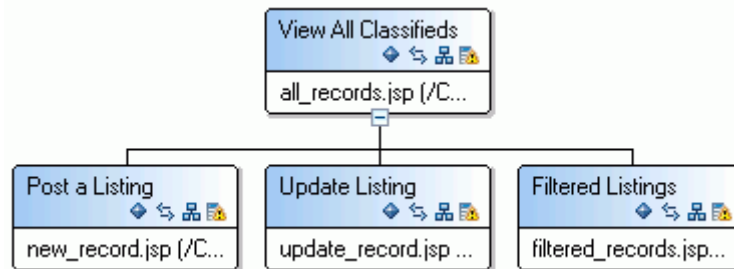 View All Classifieds
all_records.jsp (/C...
Post a Listing
new_record.jsp (/C...
Update Listing
update_record.jsp ...
Filtered Listings
filtered_records.jsp...